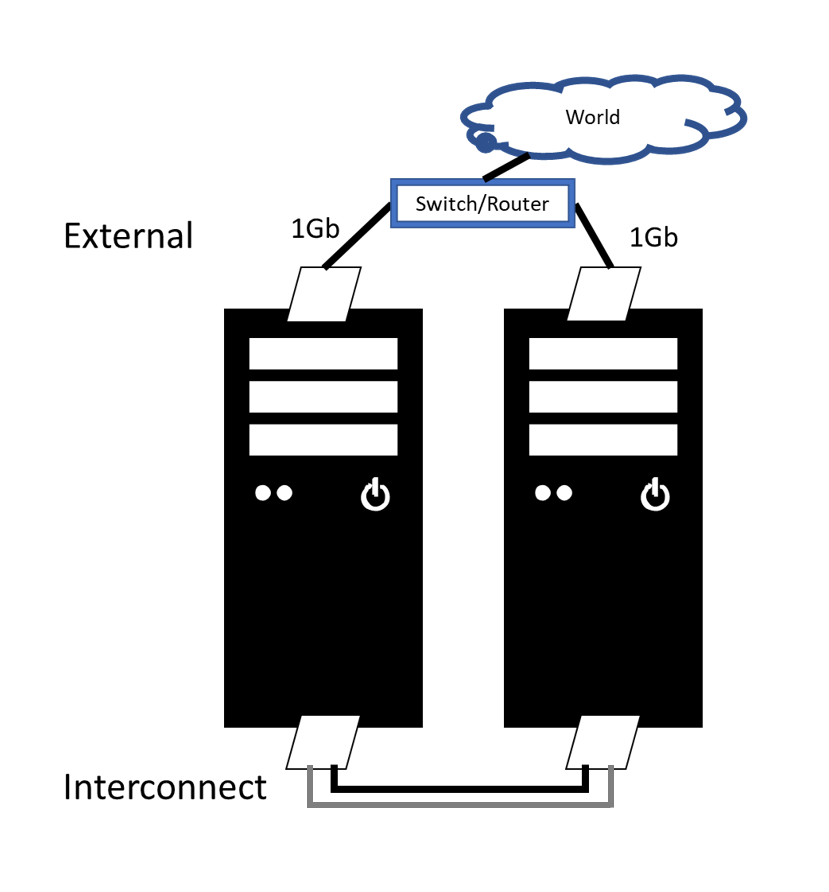 World
Switch/Router
External
1Gb
1Gb
Interconnect